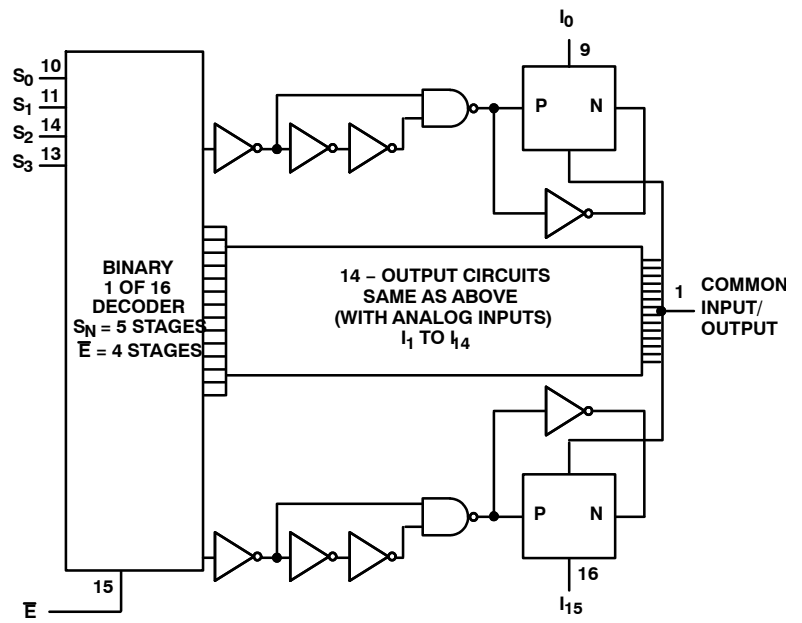 I0
9
S0 10
S1 11
S2 14
S3 13
P N
BINARY
1 OF 16
DECODER
SN = 5 STAGES
E̅ = 4 STAGES
14 – OUTPUT CIRCUITS
SAME AS ABOVE
(WITH ANALOG INPUTS)
I1 TO I14
1
COMMON
INPUT/
OUTPUT
P N
15
E̅
16
I15